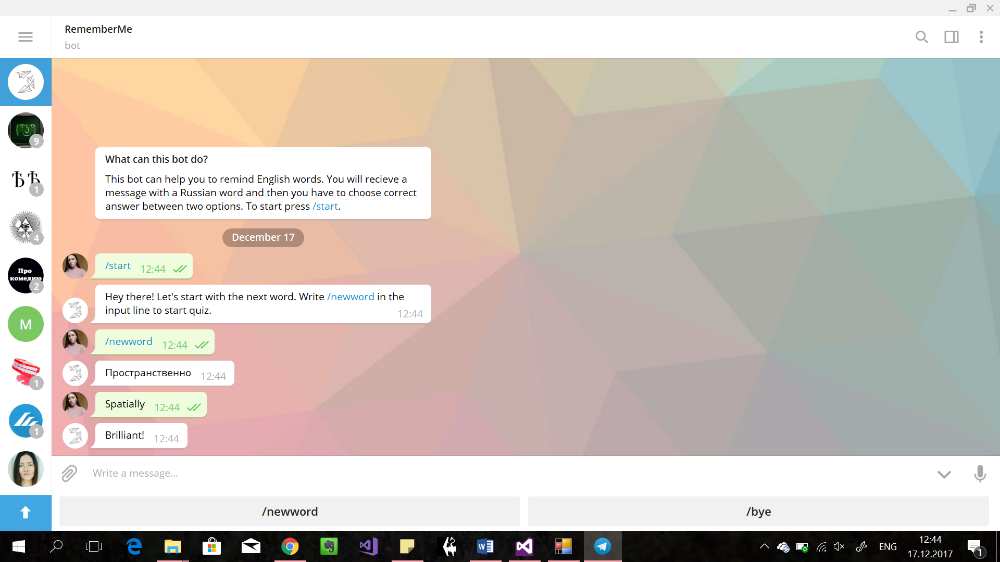 RememberMe
bot
9
ѢЂ
1
4
Про
комедию
2
M
1
1
What can this bot do?
This bot can help you to remind English words. You will recieve a
message with a Russian word and then you have to choose correct
answer between two options. To start press /start.
December 17
/start 12:44
Hey there! Let's start with the next word. Write /newword in the
input line to start quiz.
12:44
/newword 12:44
Пространственно 12:44
Spatially 12:44
Brilliant! 12:44
Write a message...
/newword
/bye
ENG
12:44
17.12.2017
1